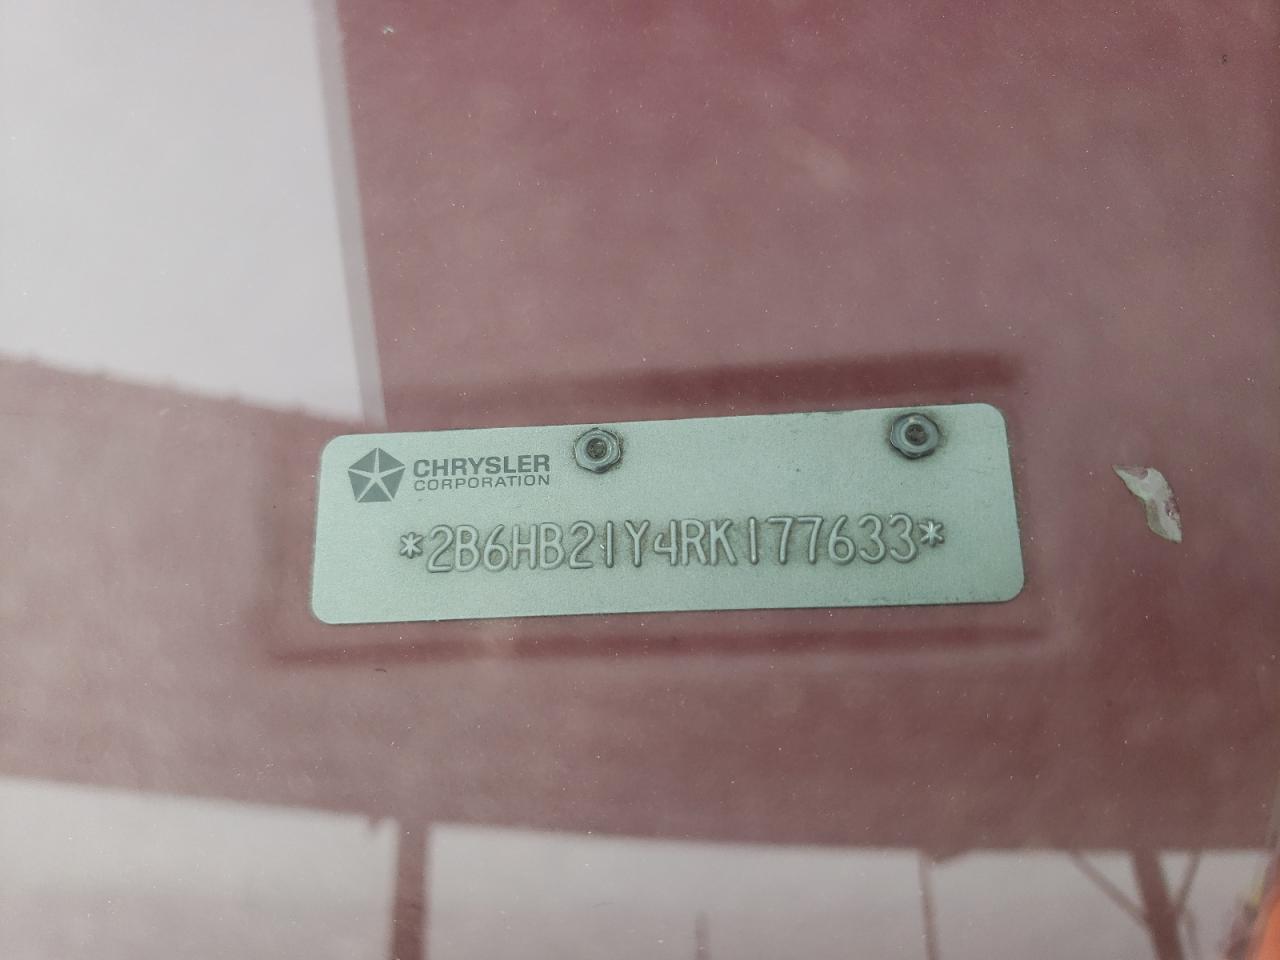 CHRYSLER
CORPORATION
*2B6HB21Y4RK177633*